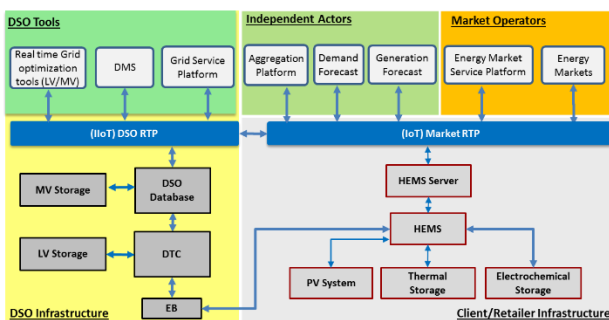 DSO Tools
Independent Actors
Market Operators
Real time Grid
optimization
tools (LV/MV)
DMS
Grid Service
Platform
Aggregation
Platform
Demand
Forecast
Generation
Forecast
Energy Market
Service Platform
Energy
Markets
(IIoT) DSO RTP
(IoT) Market RTP
MV Storage
DSO
Database
HEMS Server
LV Storage
DTC
HEMS
EB
PV System
Thermal
Storage
Electrochemical
Storage
DSO Infrastructure
Client/Retailer Infrastructure